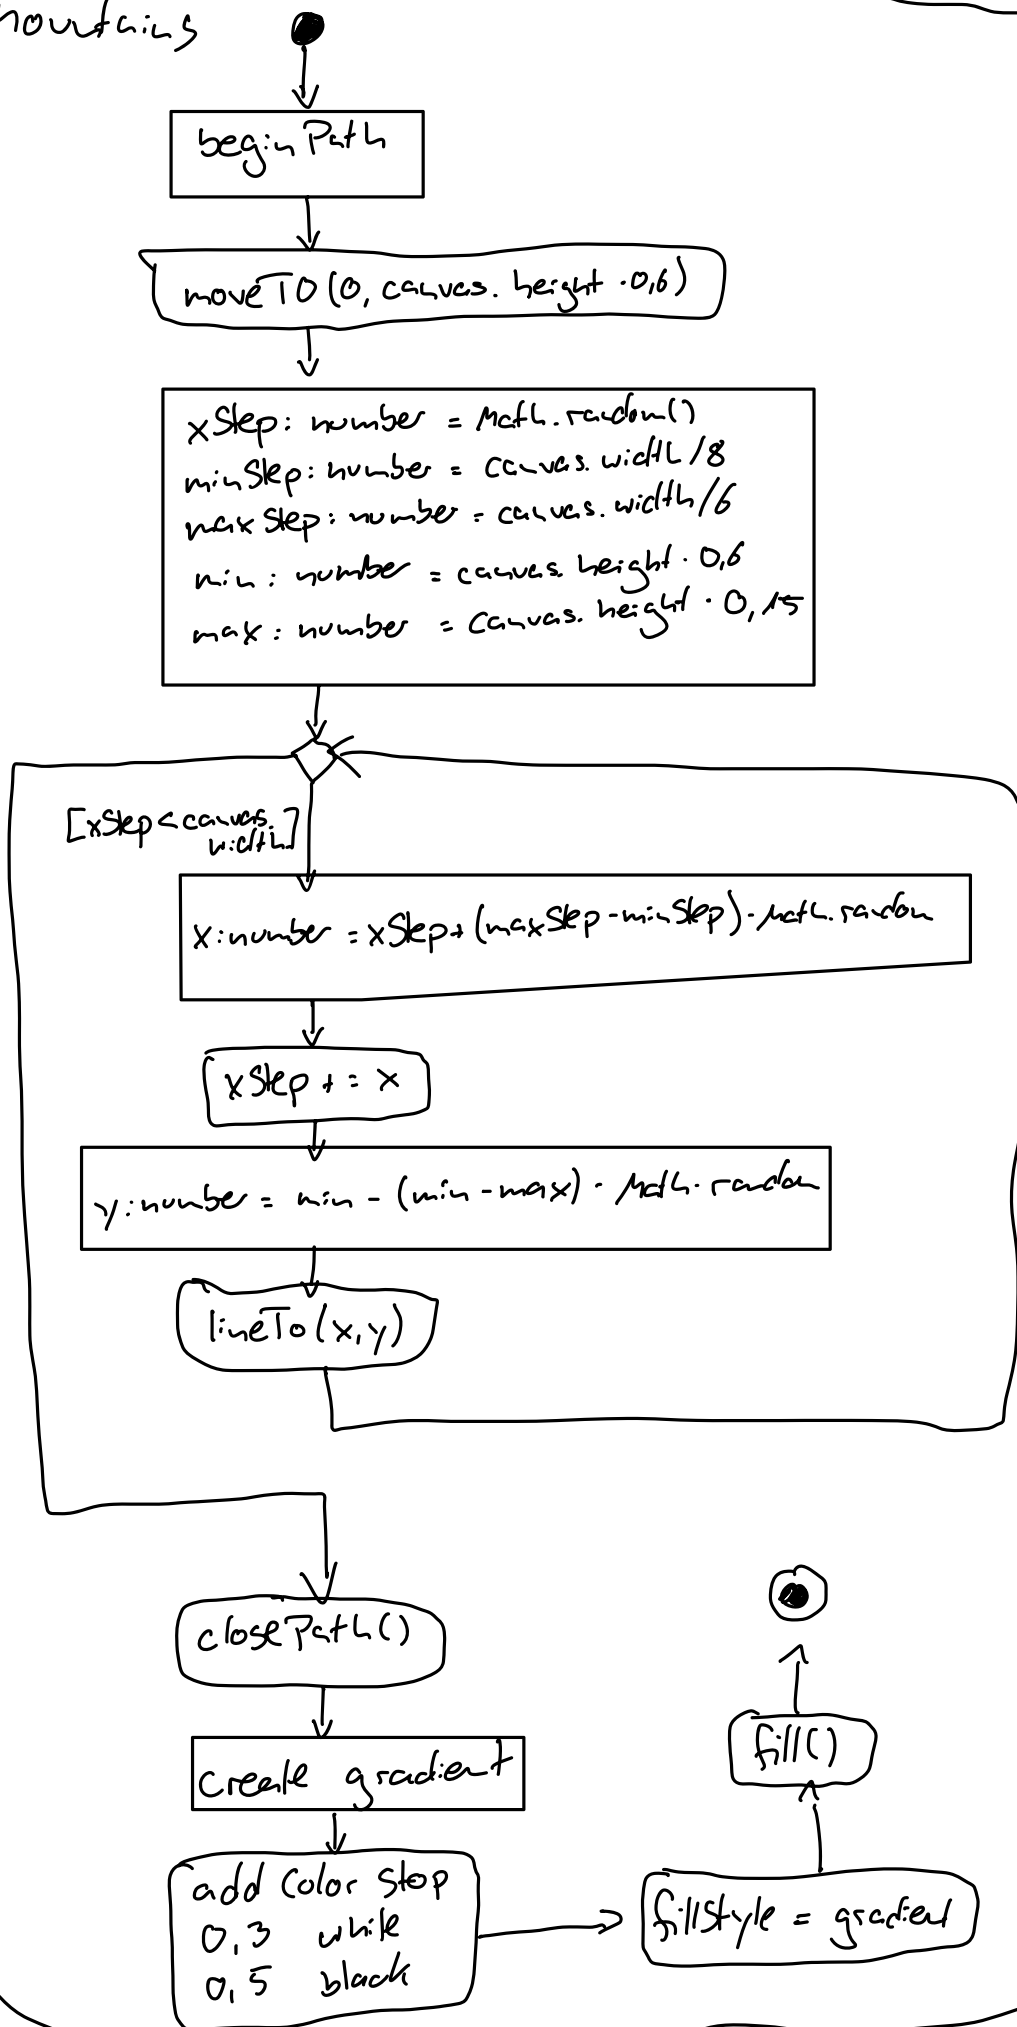 mountains
beginPath
moveTO(0, canvas.height · 0,6)
xStep: number = Math.random()
minStep: number = canvas.width/8
maxStep: number = canvas.width/6
min: number = canvas.height · 0,6
max: number = canvas.height · 0,15
[xStep < canvas.
width]
x: number = xStep + (maxStep - minStep) · Math.random
xStep += x
y: number = min - (min - max) · Math.random
lineTo(x,y)
closePath()
create gradient
add Color Stop
0,3 white
0,5 black
fillStyle = gradient
fill()